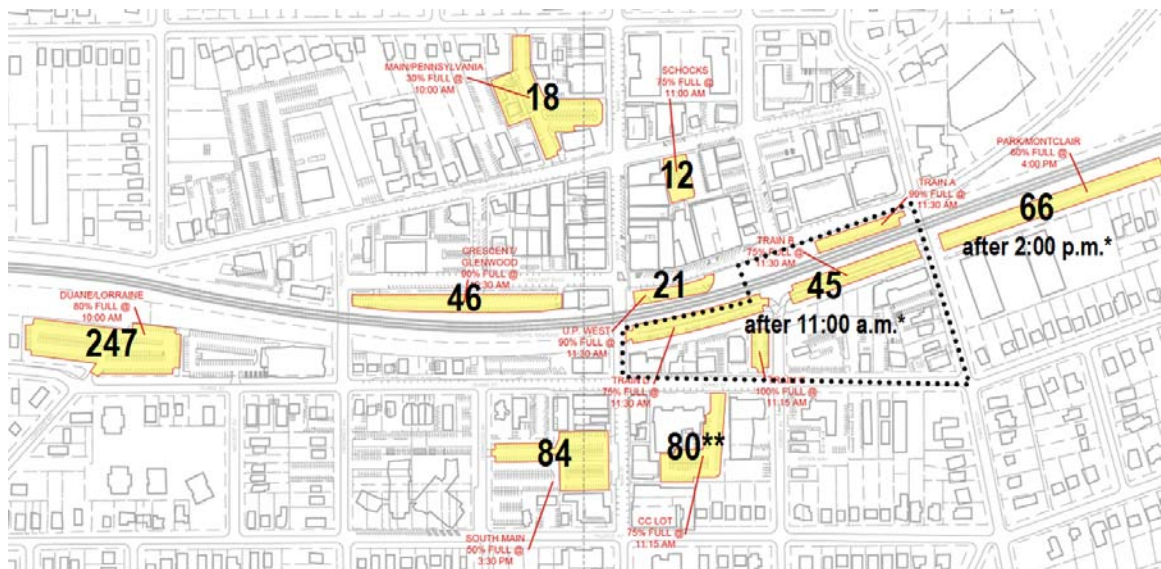 MAIN/PENNSYLVANIA
30% FULL @
10:00 AM
18
SCHOCKS
75% FULL @
11:00 AM
12
PARK/MONTCLAIR
60% FULL @
4:00 PM
66
after 2:00 p.m.*
TRAIN A
90% FULL @
11:30 AM
TRAIN B
75% FULL @
11:30 AM
45
after 11:00 a.m.*
CRESCENT/
GLENWOOD
90% FULL @
46
21
U.P. WEST
90% FULL @
11:30 AM
DUANE/LORRAINE
80% FULL @
10:00 AM
247
TRAIN
75% FULL @
11:30 AM
TRAIN
100% FULL @
11:15 AM
84
SOUTH MAIN
50% FULL @
3:30 PM
80**
CC LOT
75% FULL @
11:15 AM